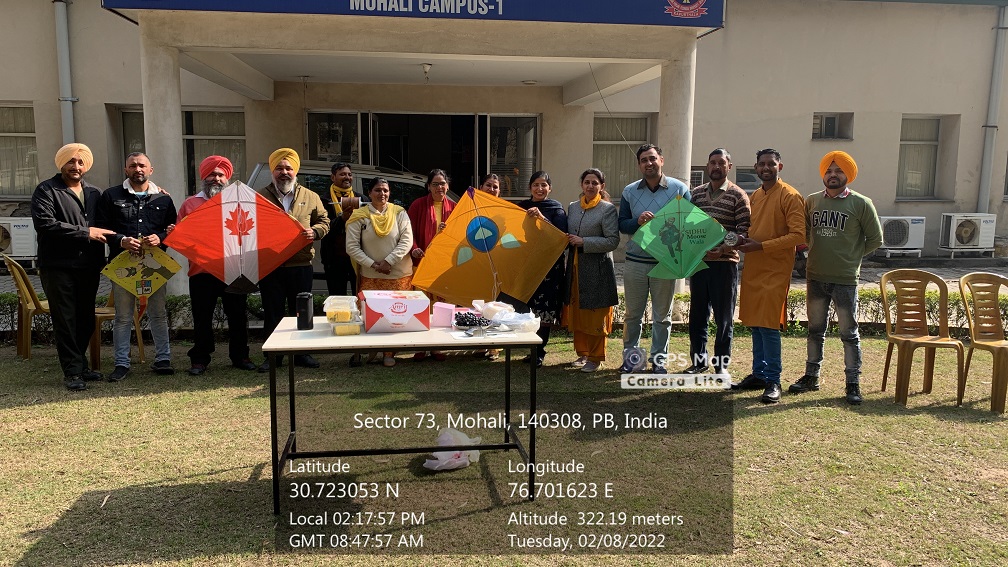 MOHALI CAMPUS-1
GANT
GPS Map
Camera Lite
Sector 73, Mohali, 140308, PB, India
Latitude
Longitude
30.723053 N
76.701623 E
Local 02:17:57 PM
Altitude 322.19 meters
GMT 08:47:57 AM
Tuesday, 02/08/2022